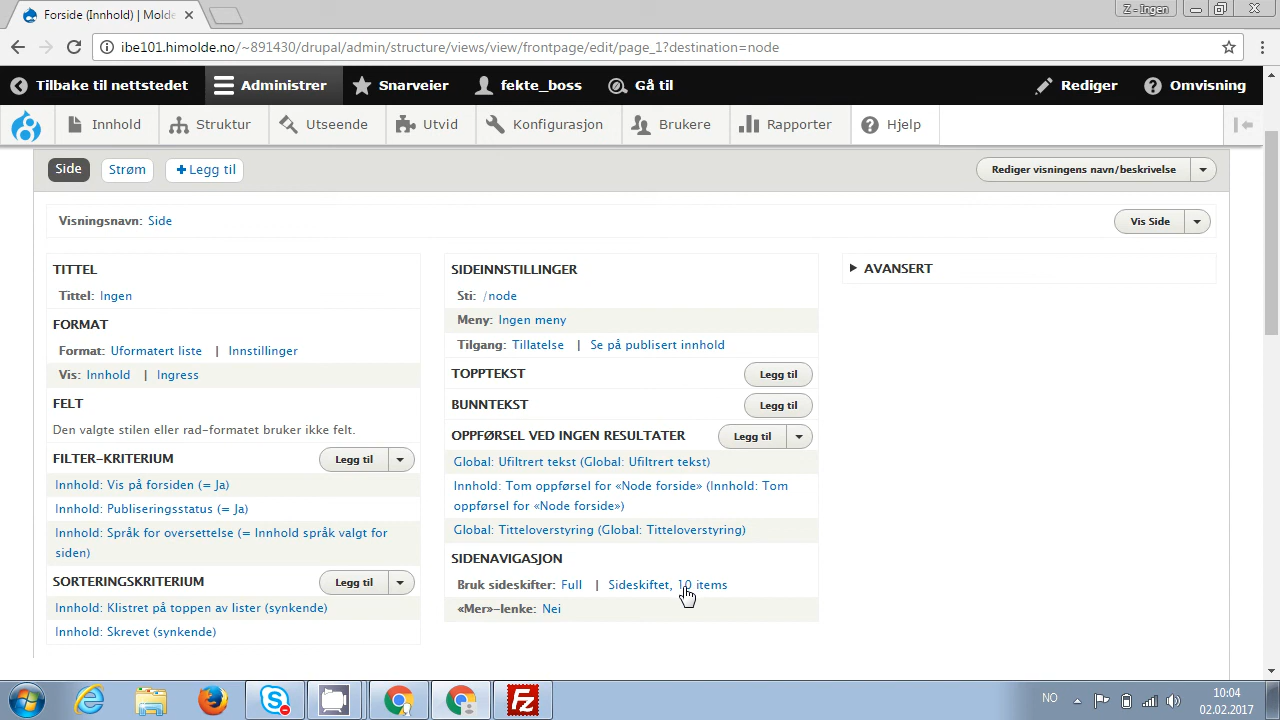 Forside (Innhold) | Molde
Z - Ingen
ibe101.himolde.no/~891430/drupal/admin/structure/views/view/frontpage/edit/page_1?destination=node
Tilbake til nettstedet Administrer Snarveier fekte_boss Gå til Rediger Omvisning
Innhold Struktur Utseende Utvid Konfigurasjon Brukere Rapporter Hjelp
Side Strøm +Legg til Rediger visningens navn/beskrivelse
Visningsnavn: Side Vis Side
TITTEL
Tittel: Ingen
FORMAT
Format: Uformatert liste | Innstillinger
Vis: Innhold | Ingress
FELT
Den valgte stilen eller rad-formatet bruker ikke felt.
FILTER-KRITERIUM Legg til
Innhold: Vis på forsiden (= Ja)
Innhold: Publiseringsstatus (= Ja)
Innhold: Språk for oversettelse (= Innhold språk valgt for
siden)
SORTERINGSKRITERIUM Legg til
Innhold: Klistret på toppen av lister (synkende)
Innhold: Skrevet (synkende)
SIDEINNSTILLINGER
Sti: /node
Meny: Ingen meny
Tilgang: Tillatelse | Se på publisert innhold
TOPPTEKST Legg til
BUNNTEKST Legg til
OPPFØRSEL VED INGEN RESULTATER Legg til
Global: Ufiltrert tekst (Global: Ufiltrert tekst)
Innhold: Tom oppførsel for «Node forside» (Innhold: Tom
oppførsel for «Node forside»)
Global: Titteloverstyring (Global: Titteloverstyring)
SIDENAVIGASJON
Bruk sideskifter: Full | Sideskiftet, 10 items
«Mer»-lenke: Nei
AVANSERT
NO
10:04
02.02.2017